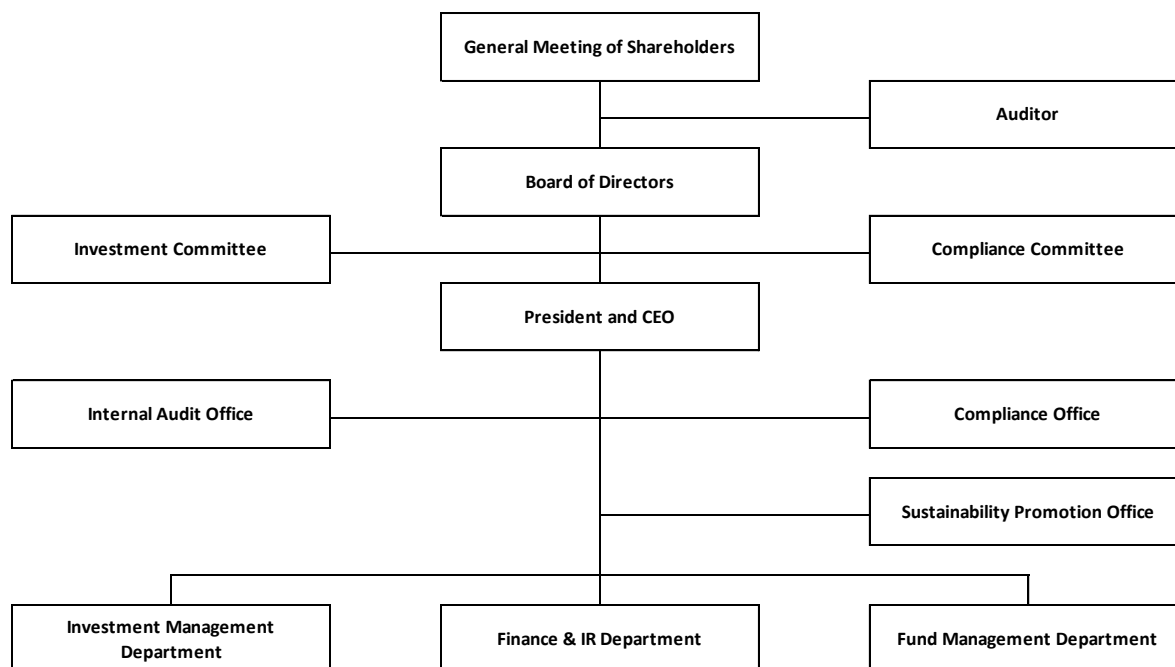 General Meeting of Shareholders
Auditor
Board of Directors
Investment Committee
Compliance Committee
President and CEO
Internal Audit Office
Compliance Office
Sustainability Promotion Office
Investment Management
Department
Finance & IR Department
Fund Management Department